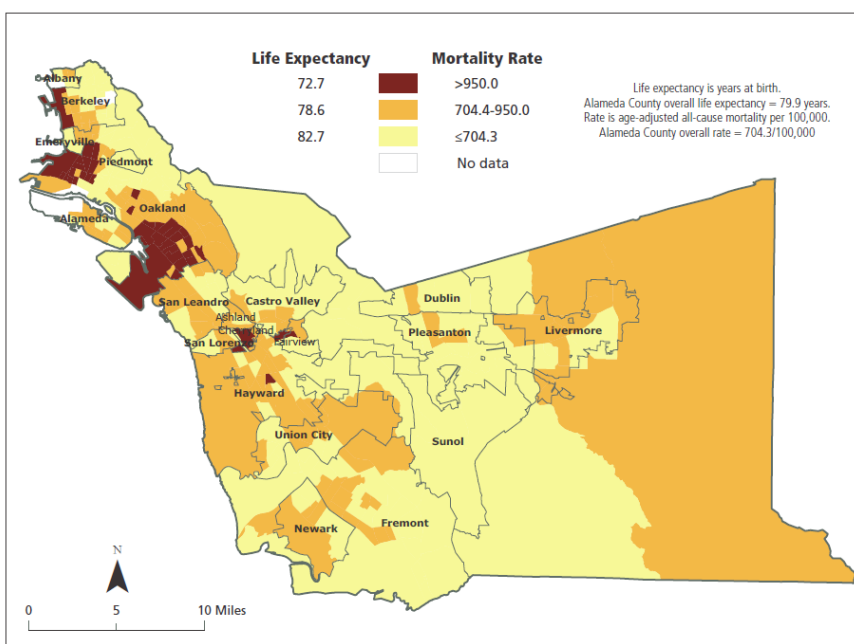 Life Expectancy Mortality Rate
72.7 >950.0
78.6 704.4-950.0
82.7 ≤704.3
No data
Life expectancy is years at birth.
Alameda County overall life expectancy = 79.9 years.
Rate is age-adjusted all-cause mortality per 100,000.
Alameda County overall rate = 704.3/100,000
Albany
Berkeley
Emeryville
Piedmont
Oakland
Alameda
San Leandro
Castro Valley
Ashland
Cherryland
San Lorenzo
Fairview
Dublin
Pleasanton
Livermore
Hayward
Union City
Sunol
Newark
Fremont
N
0 5 10 Miles